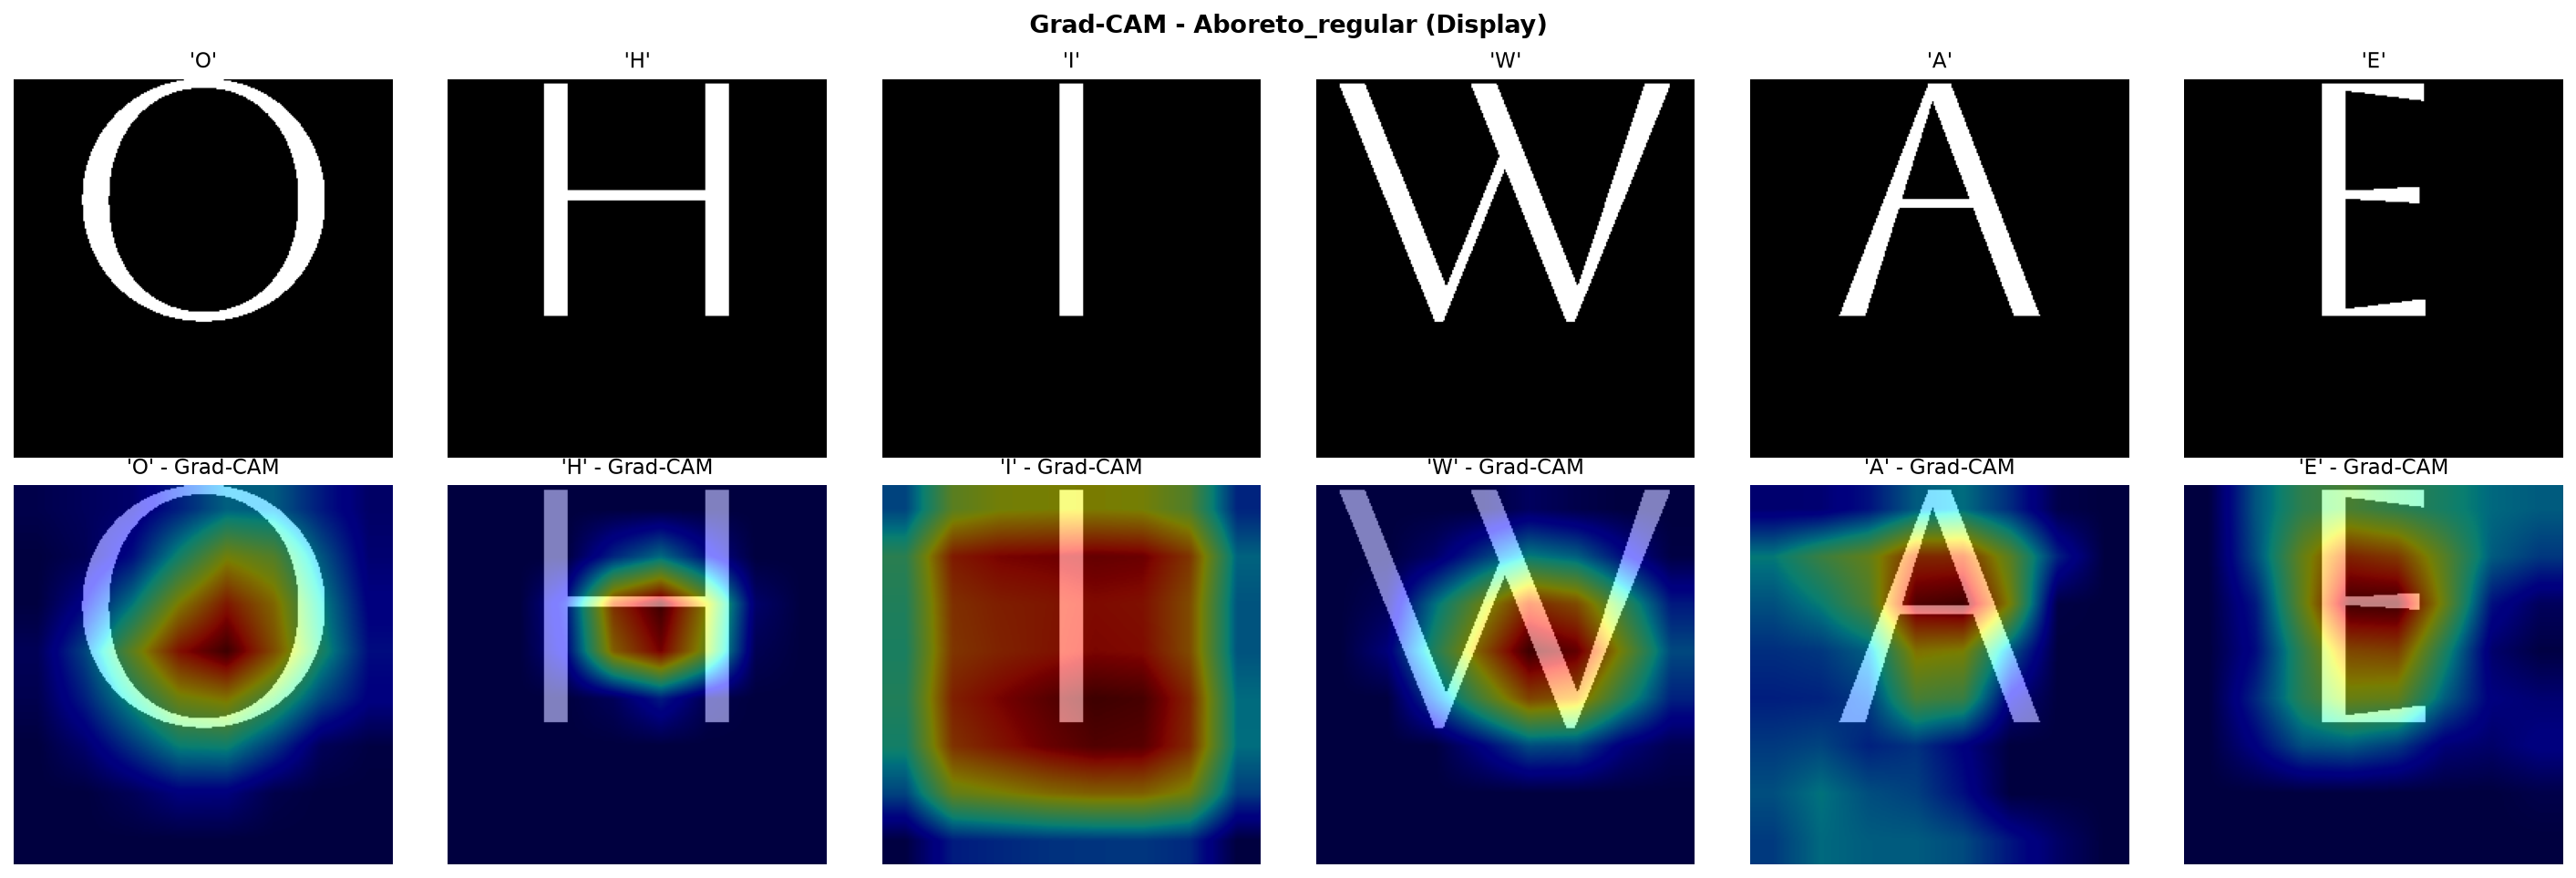 Grad-CAM - Aboreto_regular (Display)
'O' 'H' 'I' 'W' 'A' 'E'
O H I W A E
'O' - Grad-CAM 'H' - Grad-CAM 'I' - Grad-CAM 'W' - Grad-CAM 'A' - Grad-CAM 'E' - Grad-CAM
O H I W A E